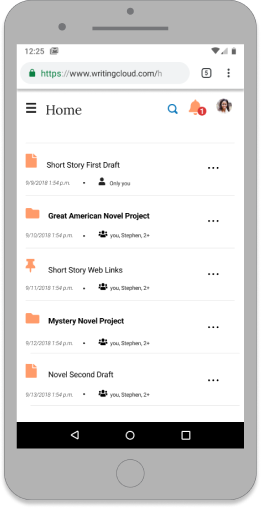 12:25
https://www.writingcloud.com/h
5
Home
1
Short Story First Draft
9/9/2018 1:54 p.m. • Only you
Great American Novel Project
9/10/2018 1:54 p.m. • you, Stephen, 2+
Short Story Web Links
9/11/2018 1:54 p.m. • you, Stephen, 2+
Mystery Novel Project
9/12/2018 1:54 p.m. • you, Stephen, 2+
Novel Second Draft
9/13/2018 1:54 p.m. • you, Stephen, 2+